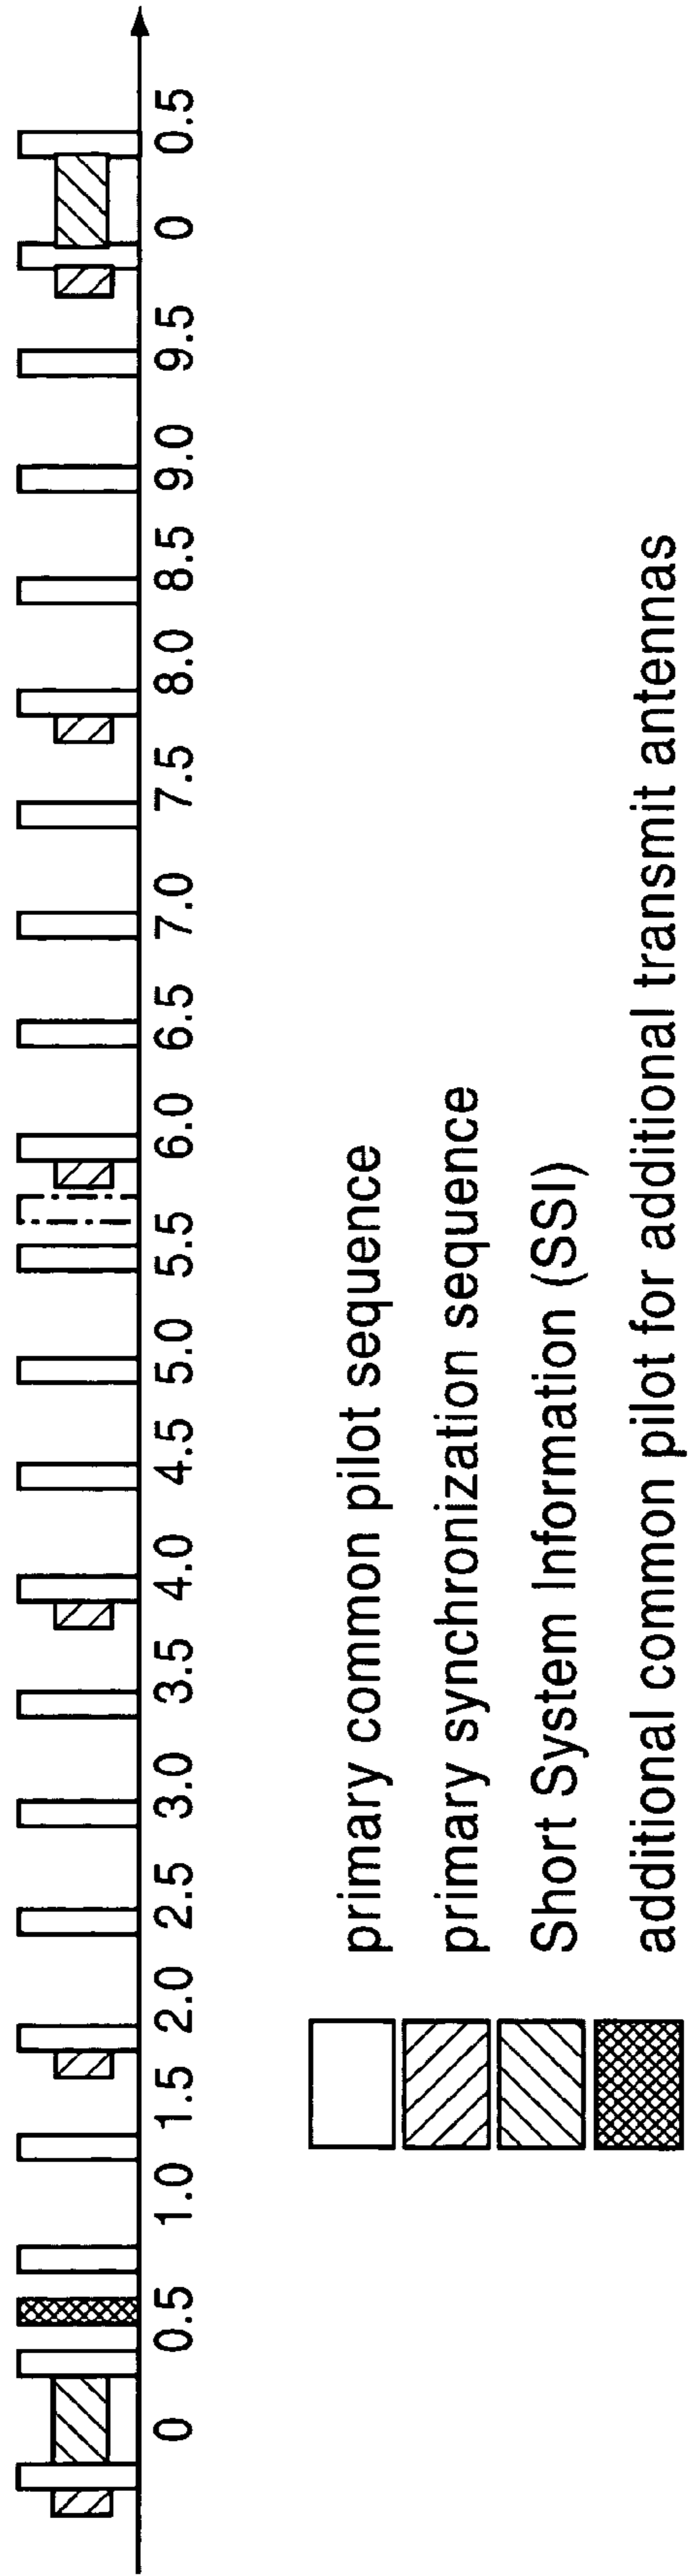 0 0.5 1.0 1.5 2.0 2.5 3.0 3.5 4.0 4.5 5.0 5.5 6.0 6.5 7.0 7.5 8.0 8.5 9.0 9.5 0 0.5
primary common pilot sequence
primary synchronization sequence
Short System Information (SSI)
additional common pilot for additional transmit antennas